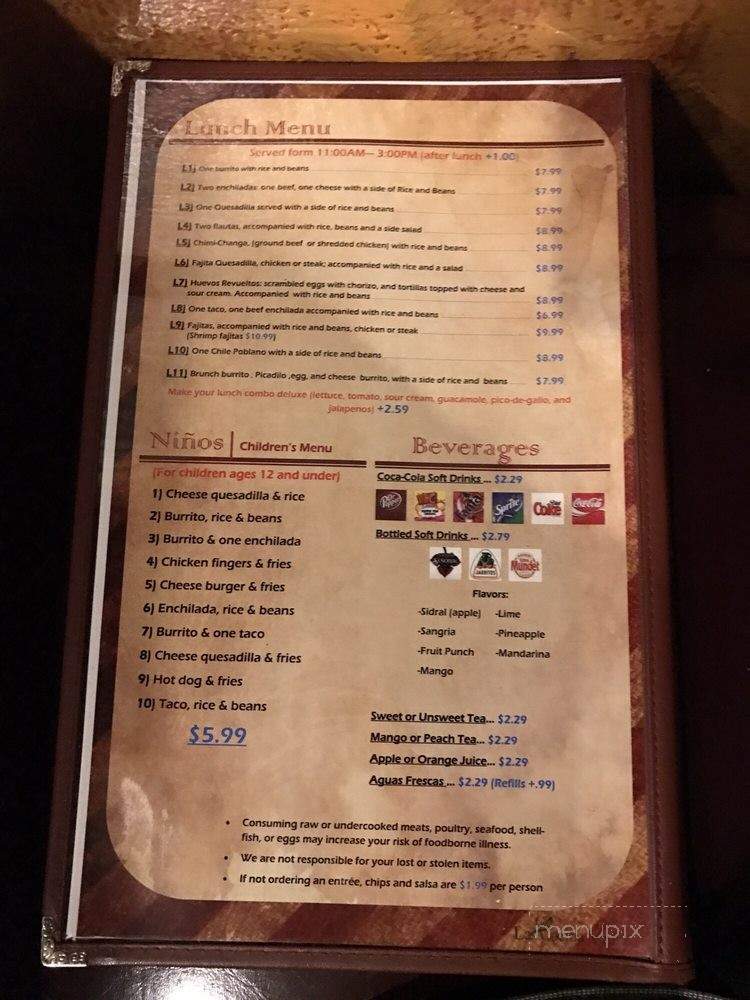 Lunch Menu
Served form 11:00AM— 3:00PM (after lunch +1.00)
L1) One burrito with rice and beans $7.99
L2) Two enchiladas: one beef, one cheese with a side of Rice and Beans $7.99
L3) One Quesadilla served with a side of rice and beans $7.99
L4) Two flautas, accompanied with rice, beans and a side salad $8.99
L5) Chimi-Changa, (ground beef or shredded chicken) with rice and beans $8.99
L6) Fajita Quesadilla, chicken or steak; accompanied with rice and a salad $8.99
L7) Huevos Revueltos: scrambled eggs with chorizo, and tortillas topped with cheese and
sour cream. Accompanied with rice and beans $8.99
L8) One taco, one beef enchilada accompanied with rice and beans $6.99
L9) Fajitas, accompanied with rice and beans, chicken or steak $9.99
(Shrimp fajitas $10.99)
L10) One Chile Poblano with a side of rice and beans $8.99
L11) Brunch burrito . Picadilo ,egg, and cheese burrito, with a side of rice and beans $7.99
Make your lunch combo deluxe (lettuce, tomato, sour cream, guacamole, pico-de-gallo, and
jalapenos) +2.59
Niños | Children's Menu
(For children ages 12 and under)
1) Cheese quesadilla & rice
2) Burrito, rice & beans
3) Burrito & one enchilada
4) Chicken fingers & fries
5) Cheese burger & fries
6) Enchilada, rice & beans
7) Burrito & one taco
8) Cheese quesadilla & fries
9) Hot dog & fries
10) Taco, rice & beans
$5.99
Beverages
Coca-Cola Soft Drinks ... $2.29
Dr Pepper Sprite Diet Coke Coca-Cola
Bottled Soft Drinks ... $2.79
JARRITOS Mundet
Flavors:
-Sidral (apple) -Lime
-Sangria -Pineapple
-Fruit Punch -Mandarina
-Mango
Sweet or Unsweet Tea... $2.29
Mango or Peach Tea... $2.29
Apple or Orange Juice... $2.29
Aguas Frescas ... $2.29 (Refills +.99)
• Consuming raw or undercooked meats, poultry, seafood, shell-
fish, or eggs may increase your risk of foodborne illness.
• We are not responsible for your lost or stolen items.
• If not ordering an entrée, chips and salsa are $1.99 per person
menupix